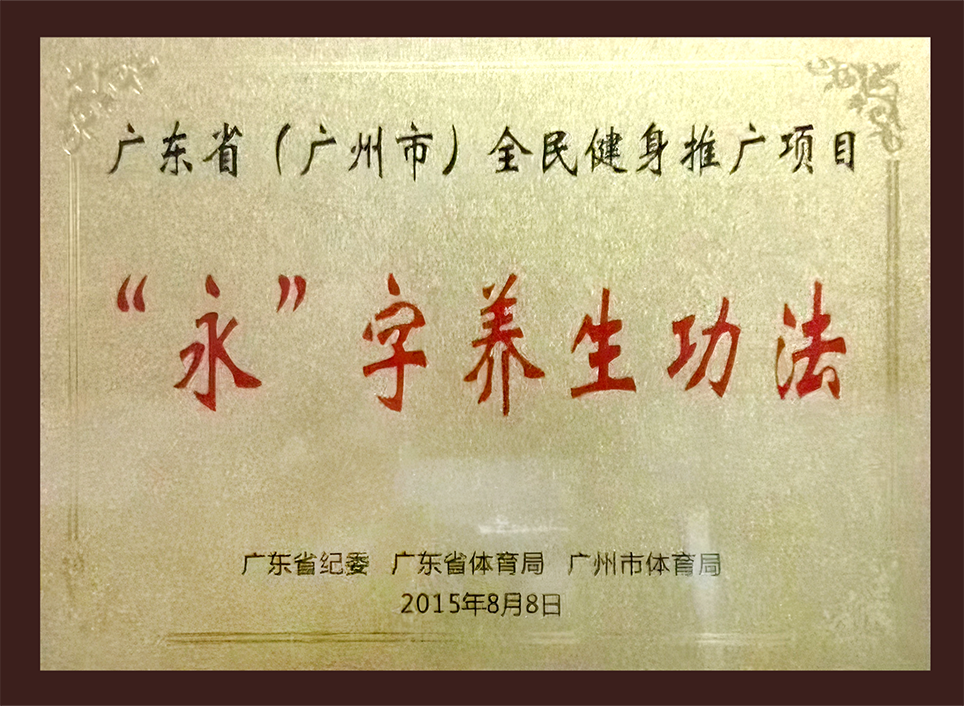 广东省（广州市）全民健身推广项目
“永”字养生功法
广东省纪委 广东省体育局 广州市体育局
2015年8月8日